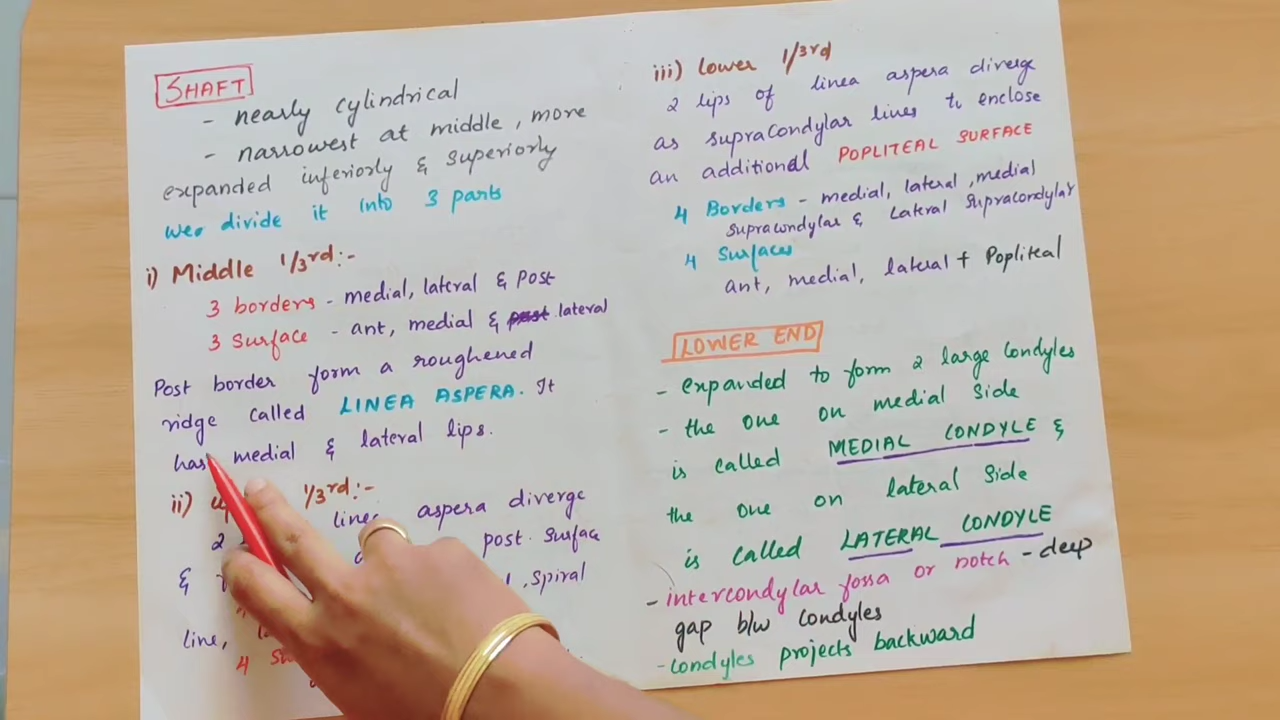 SHAFT
- nearly cylindrical
- narrowest at middle, more
expanded inferiorly & superiorly
we divide it into 3 parts
i) Middle 1/3rd:-
3 borders - medial, lateral & post
3 surface - ant, medial & lateral
Post border form a roughened
ridge called LINEA ASPERA. It
has medial & lateral lips.
ii) 1/3rd:-
2 linea aspera diverge
post. surface
& spiral
line,
4
iii) Lower 1/3rd
2 lips of linea aspera diverge
as supracondylar lines to enclose
an additional POPLITEAL SURFACE
4 Borders - medial, lateral, medial
supracondylar & Lateral supracondylar
4 Surfaces
ant, medial, lateral + Popliteal
LOWER END
- expanded to form 2 large condyles
- the one on medial side
is called MEDIAL CONDYLE &
the one on lateral side
is called LATERAL CONDYLE
- intercondylar fossa or notch - deep
gap b/w condyles
- condyles projects backward